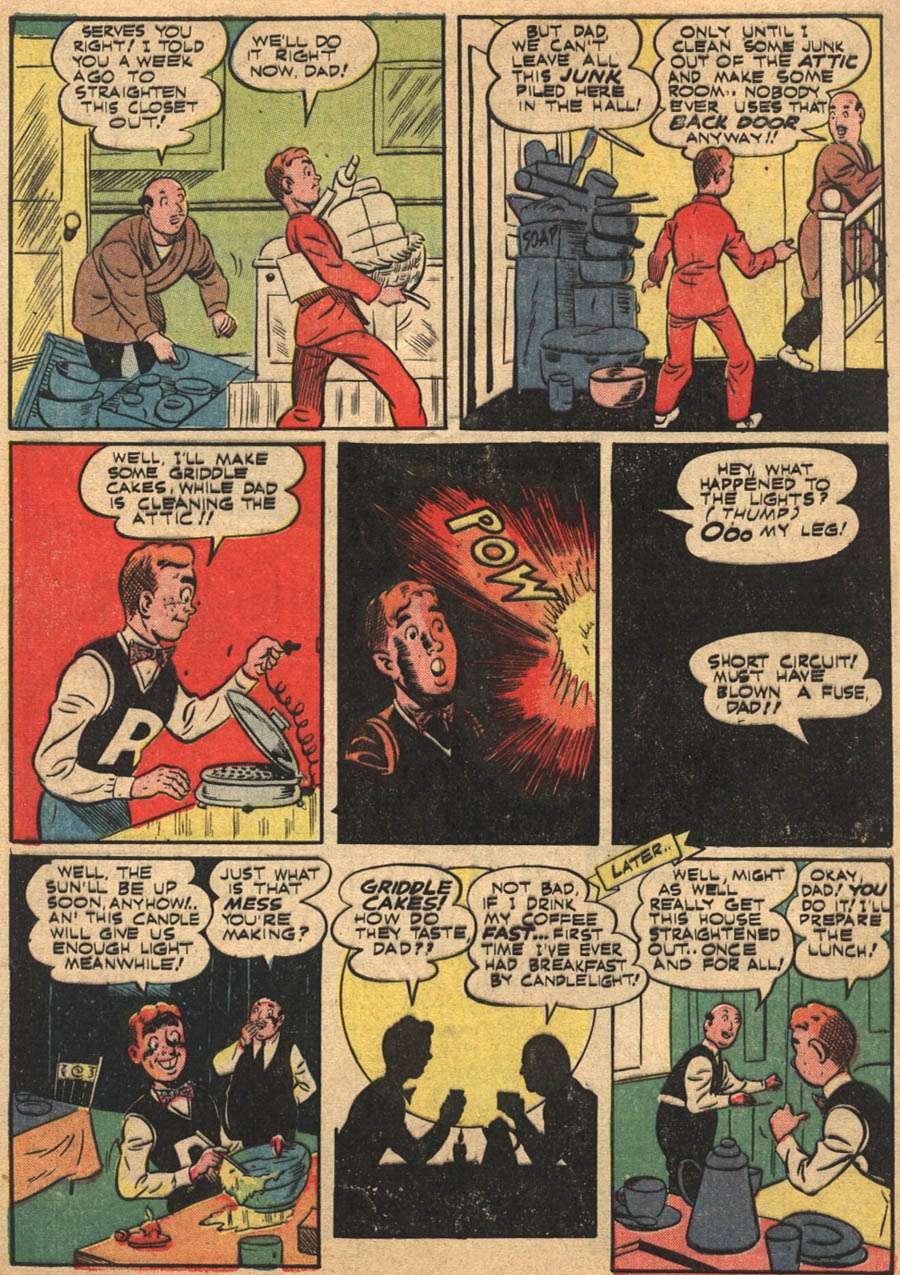 SERVES YOU
RIGHT! I TOLD
YOU A WEEK
AGO TO
STRAIGHTEN
THIS CLOSET
OUT!
WE'LL DO
IT RIGHT
NOW, DAD!
BUT DAD,
WE CAN'T
LEAVE ALL
THIS JUNK
PILED HERE
IN THE HALL!
ONLY UNTIL I
CLEAN SOME JUNK
OUT OF THE ATTIC
AND MAKE SOME
ROOM.. NOBODY
EVER USES THAT
BACK DOOR
ANYWAY!!
SOAP
WELL, I'LL MAKE
SOME GRIDDLE
CAKES, WHILE DAD
IS CLEANING THE
ATTIC!!
R
POW
HEY, WHAT
HAPPENED TO
THE LIGHTS?
(THUMP)
OOOO MY LEG!
SHORT CIRCUIT!
MUST HAVE
BLOWN A FUSE,
DAD!!
WELL, THE
SUN'LL BE UP
SOON, ANYHOW!..
AN' THIS CANDLE
WILL GIVE US
ENOUGH LIGHT
MEANWHILE!
JUST WHAT
IS THAT
MESS
YOU'RE
MAKING?
R
GRIDDLE
CAKES!
HOW DO
THEY TASTE,
DAD??
NOT BAD,
IF I DRINK
MY COFFEE
FAST... FIRST
TIME I'VE EVER
HAD BREAKFAST
BY CANDLELIGHT!
LATER..
WELL, MIGHT
AS WELL
REALLY GET
THIS HOUSE
STRAIGHTENED
OUT.. ONCE
AND FOR ALL!
OKAY,
DAD! YOU
DO IT! I'LL
PREPARE
THE
LUNCH!